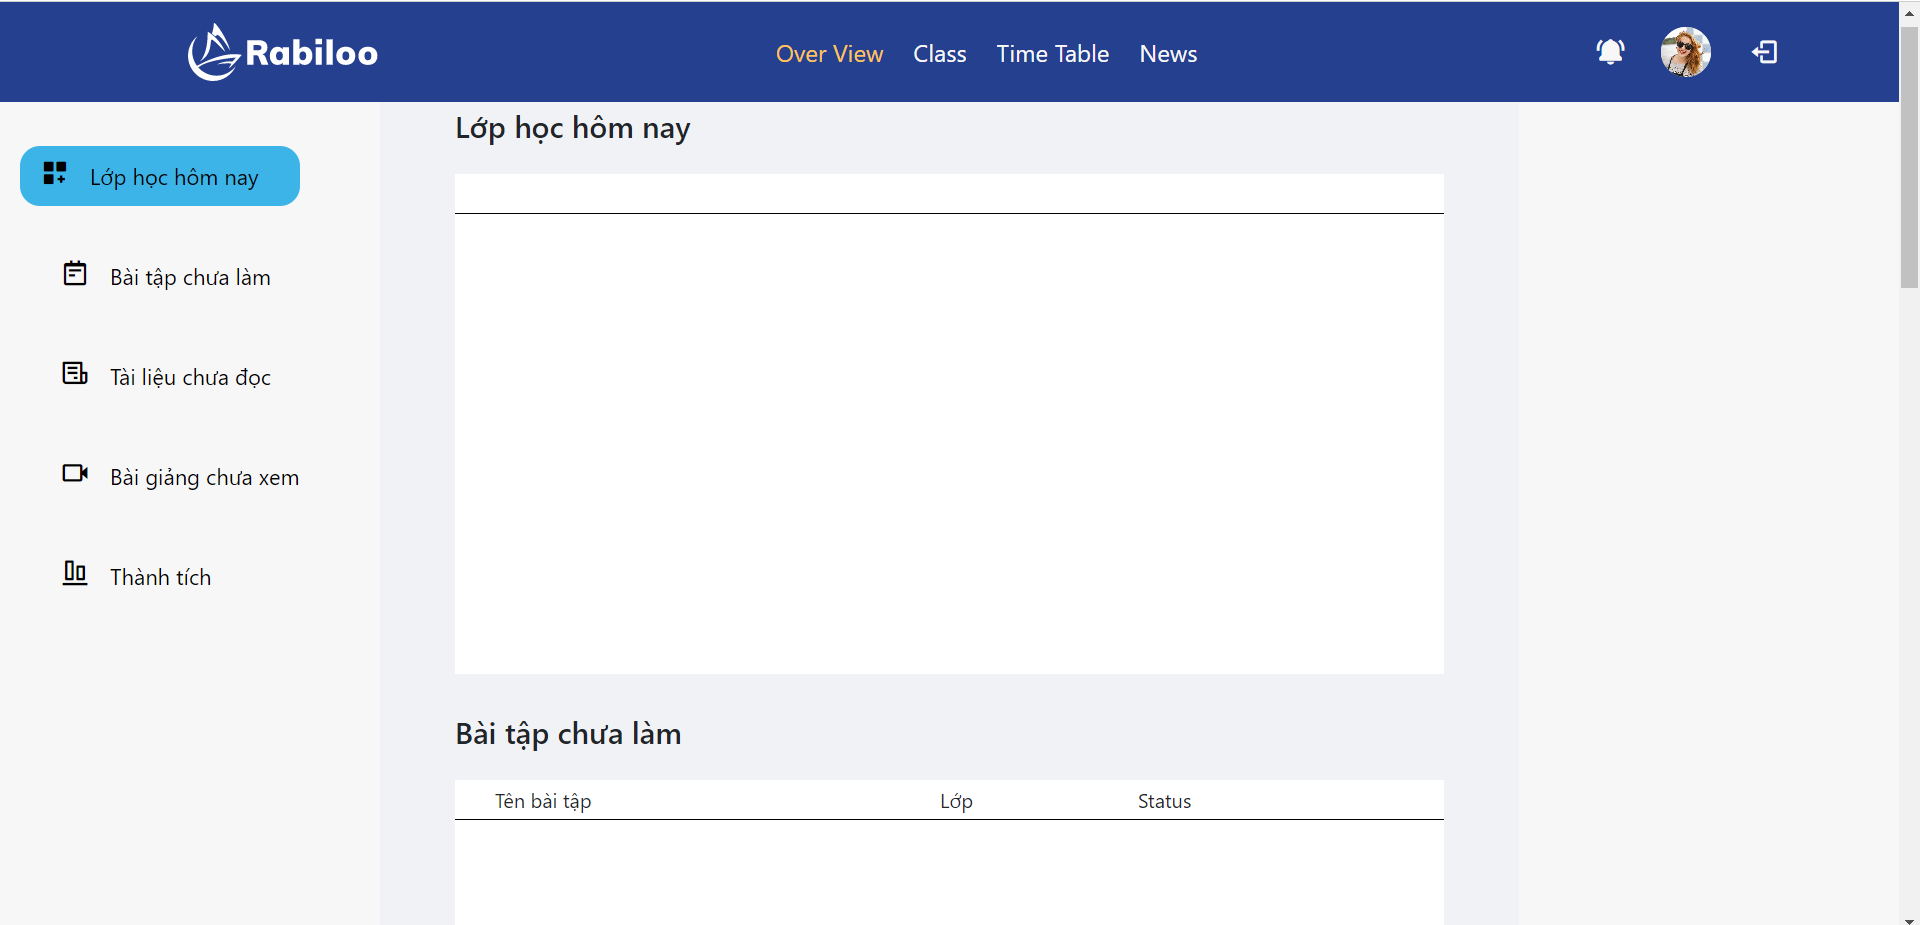 Rabiloo
Over View Class Time Table News
Lớp học hôm nay
Bài tập chưa làm
Tài liệu chưa đọc
Bài giảng chưa xem
Thành tích
Lớp học hôm nay
Bài tập chưa làm
Tên bài tập Lớp Status